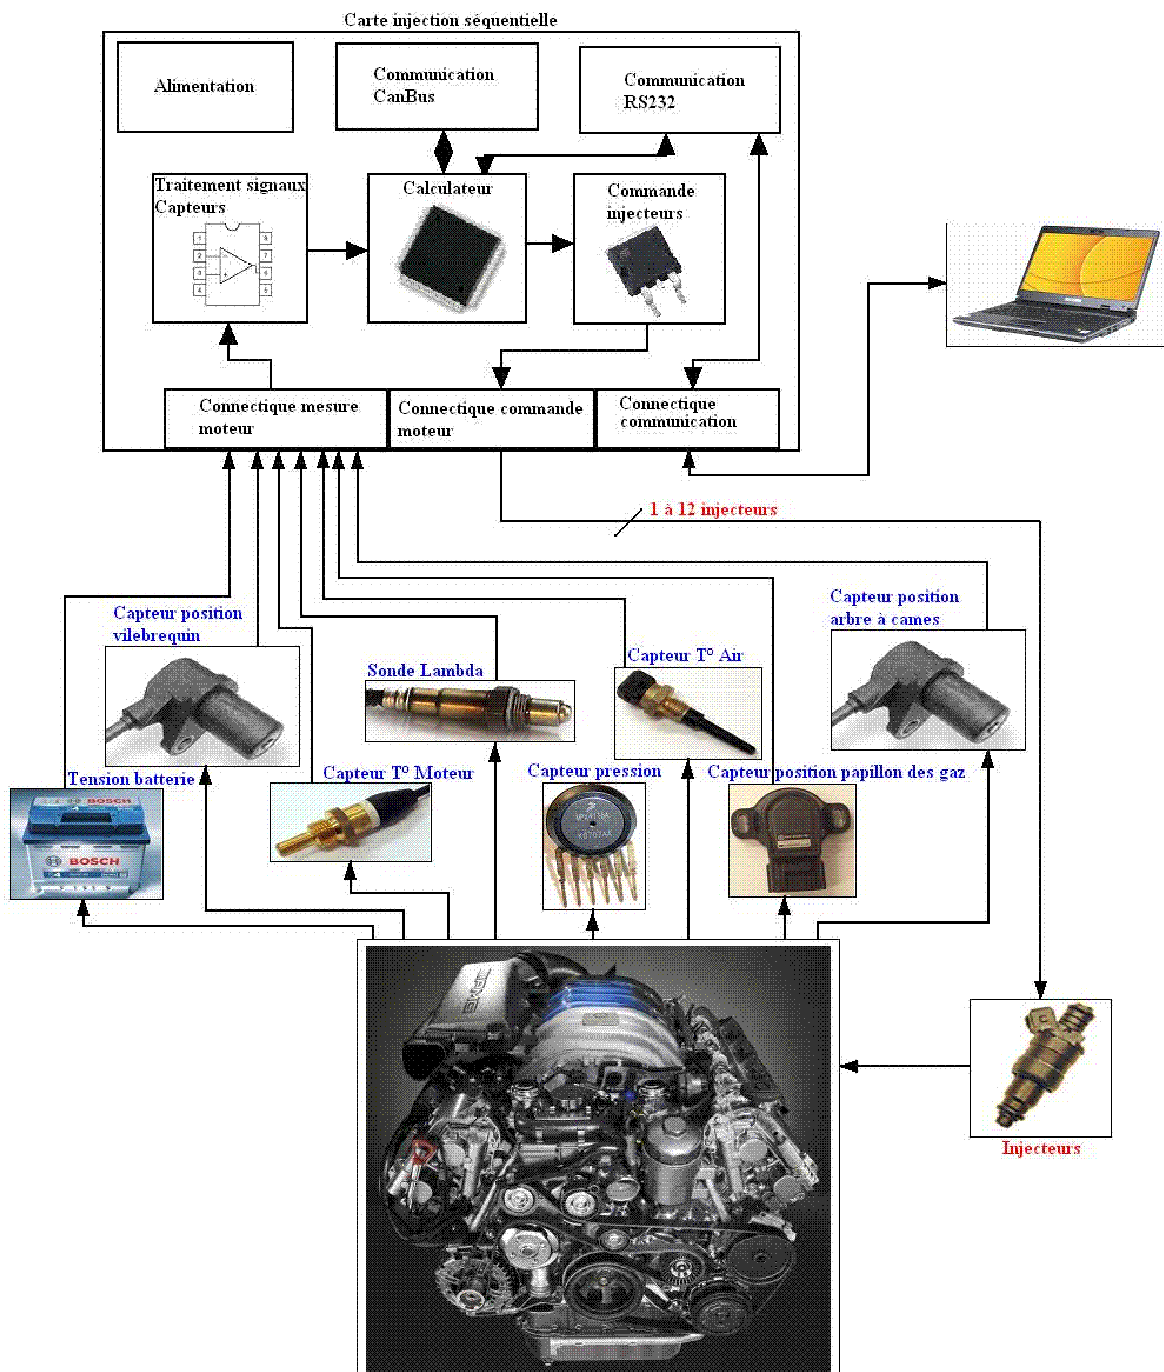 Carte injection séquentielle
Alimentation
Communication
CanBus
Communication
RS232
Traitement signaux
Capteurs
Calculateur
Commande
injecteurs
Connectique mesure
moteur
Connectique commande
moteur
Connectique
communication
1 à 12 injecteurs
Capteur position
vilebrequin
Capteur position
arbre à cames
Sonde Lambda
Capteur T° Air
Tension batterie
Capteur T° Moteur
Capteur pression
Capteur position papillon des gaz
BOSCH
BOSCH
Injecteurs